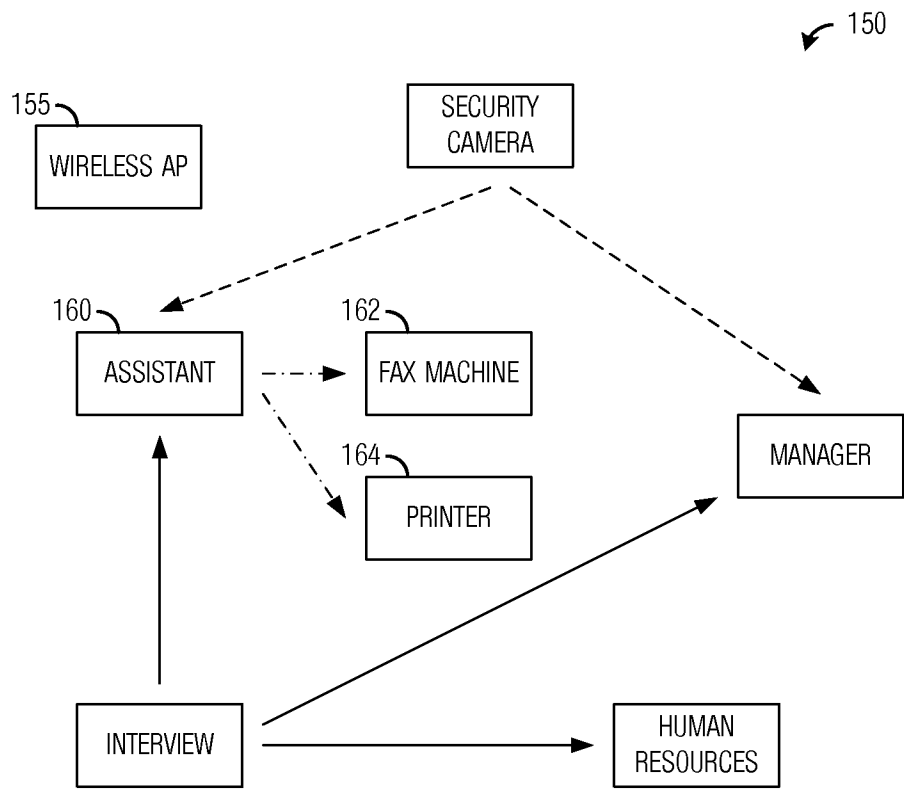 150
155
WIRELESS AP
SECURITY
CAMERA
160
ASSISTANT
162
FAX MACHINE
164
PRINTER
MANAGER
INTERVIEW
HUMAN
RESOURCES